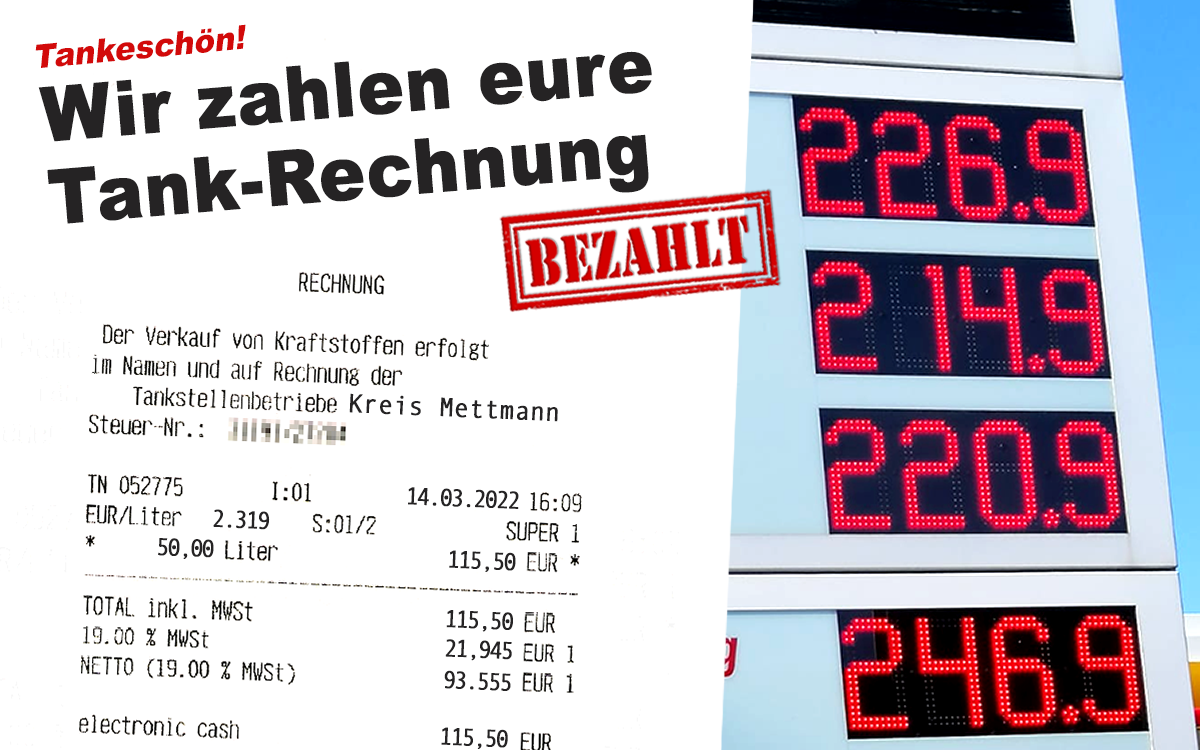 Tankeschön!
Wir zahlen eure
Tank-Rechnung
BEZAHLT
RECHNUNG
Der Verkauf von Kraftstoffen erfolgt
im Namen und auf Rechnung der
Tankstellenbetriebe Kreis Mettmann
Steuer-Nr.:
TN 052775 I:01 14.03.2022 16:09
EUR/Liter 2.319 S:01/2 SUPER 1
* 50,00 Liter 115,50 EUR *
TOTAL inkl. MWSt 115,50 EUR
19.00 % MWSt 21,945 EUR 1
NETTO (19.00 % MWSt) 93.555 EUR 1
electronic cash 115,50 EUR
226.9
214.9
220.9
246.9